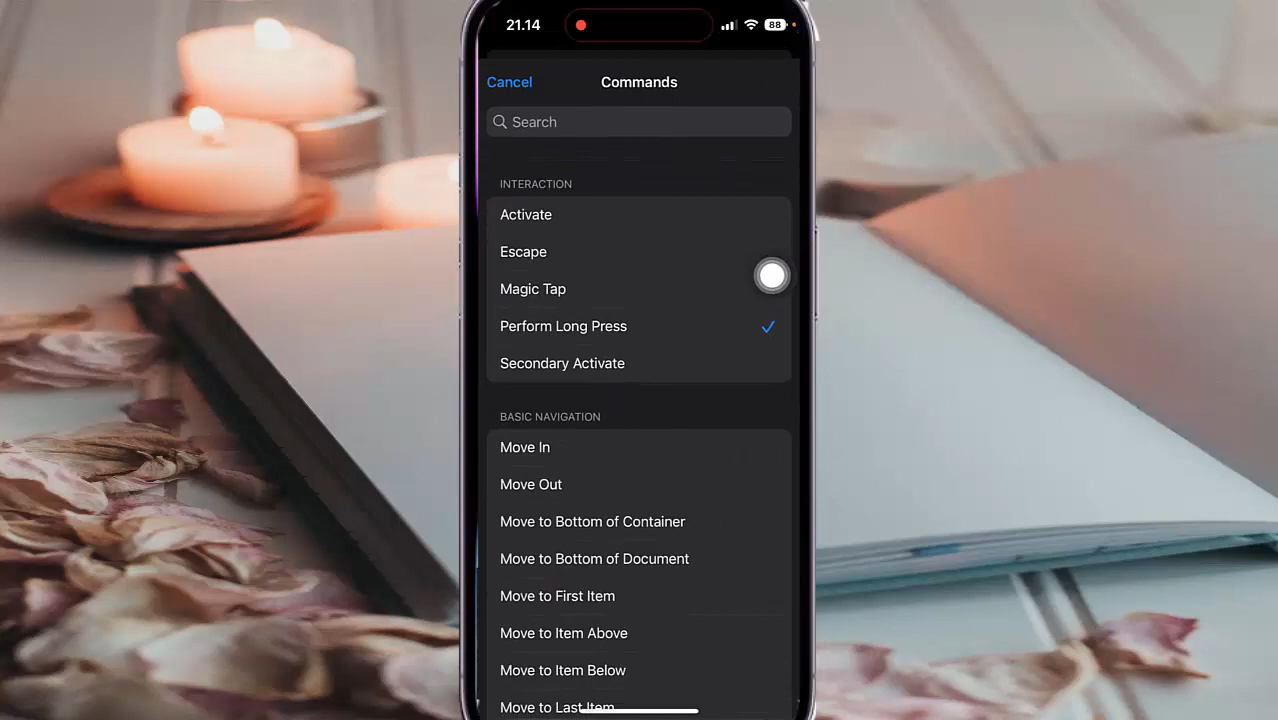 21.14
88
Cancel
Commands
Search
INTERACTION
Activate
Escape
Magic Tap
Perform Long Press
Secondary Activate
BASIC NAVIGATION
Move In
Move Out
Move to Bottom of Container
Move to Bottom of Document
Move to First Item
Move to Item Above
Move to Item Below
Move to Last Item